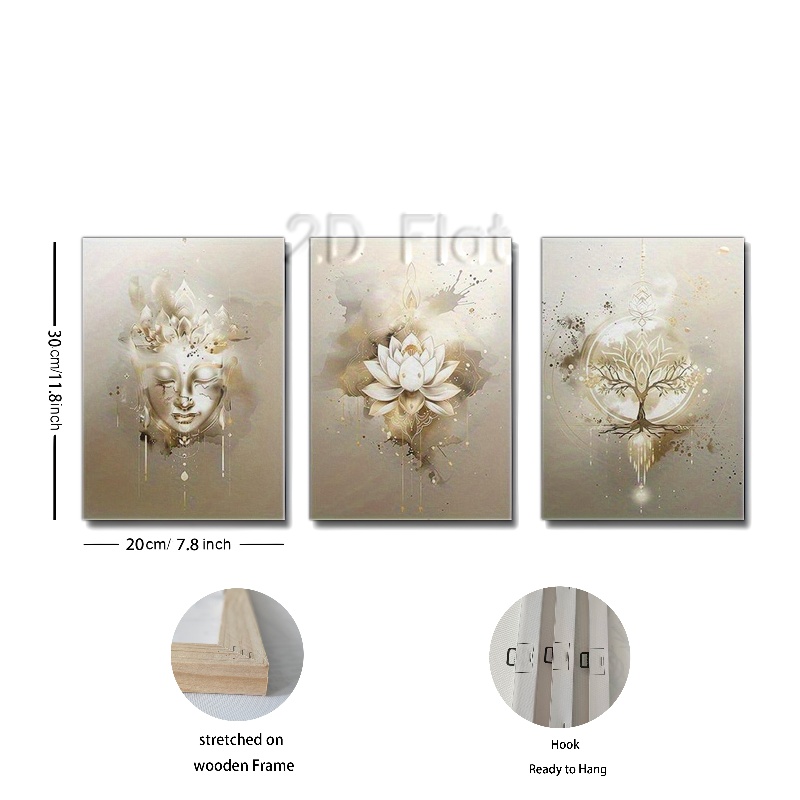 2D Flat
30cm/11.8inch
20cm/ 7.8 inch
stretched on
wooden Frame
Hook
Ready to Hang